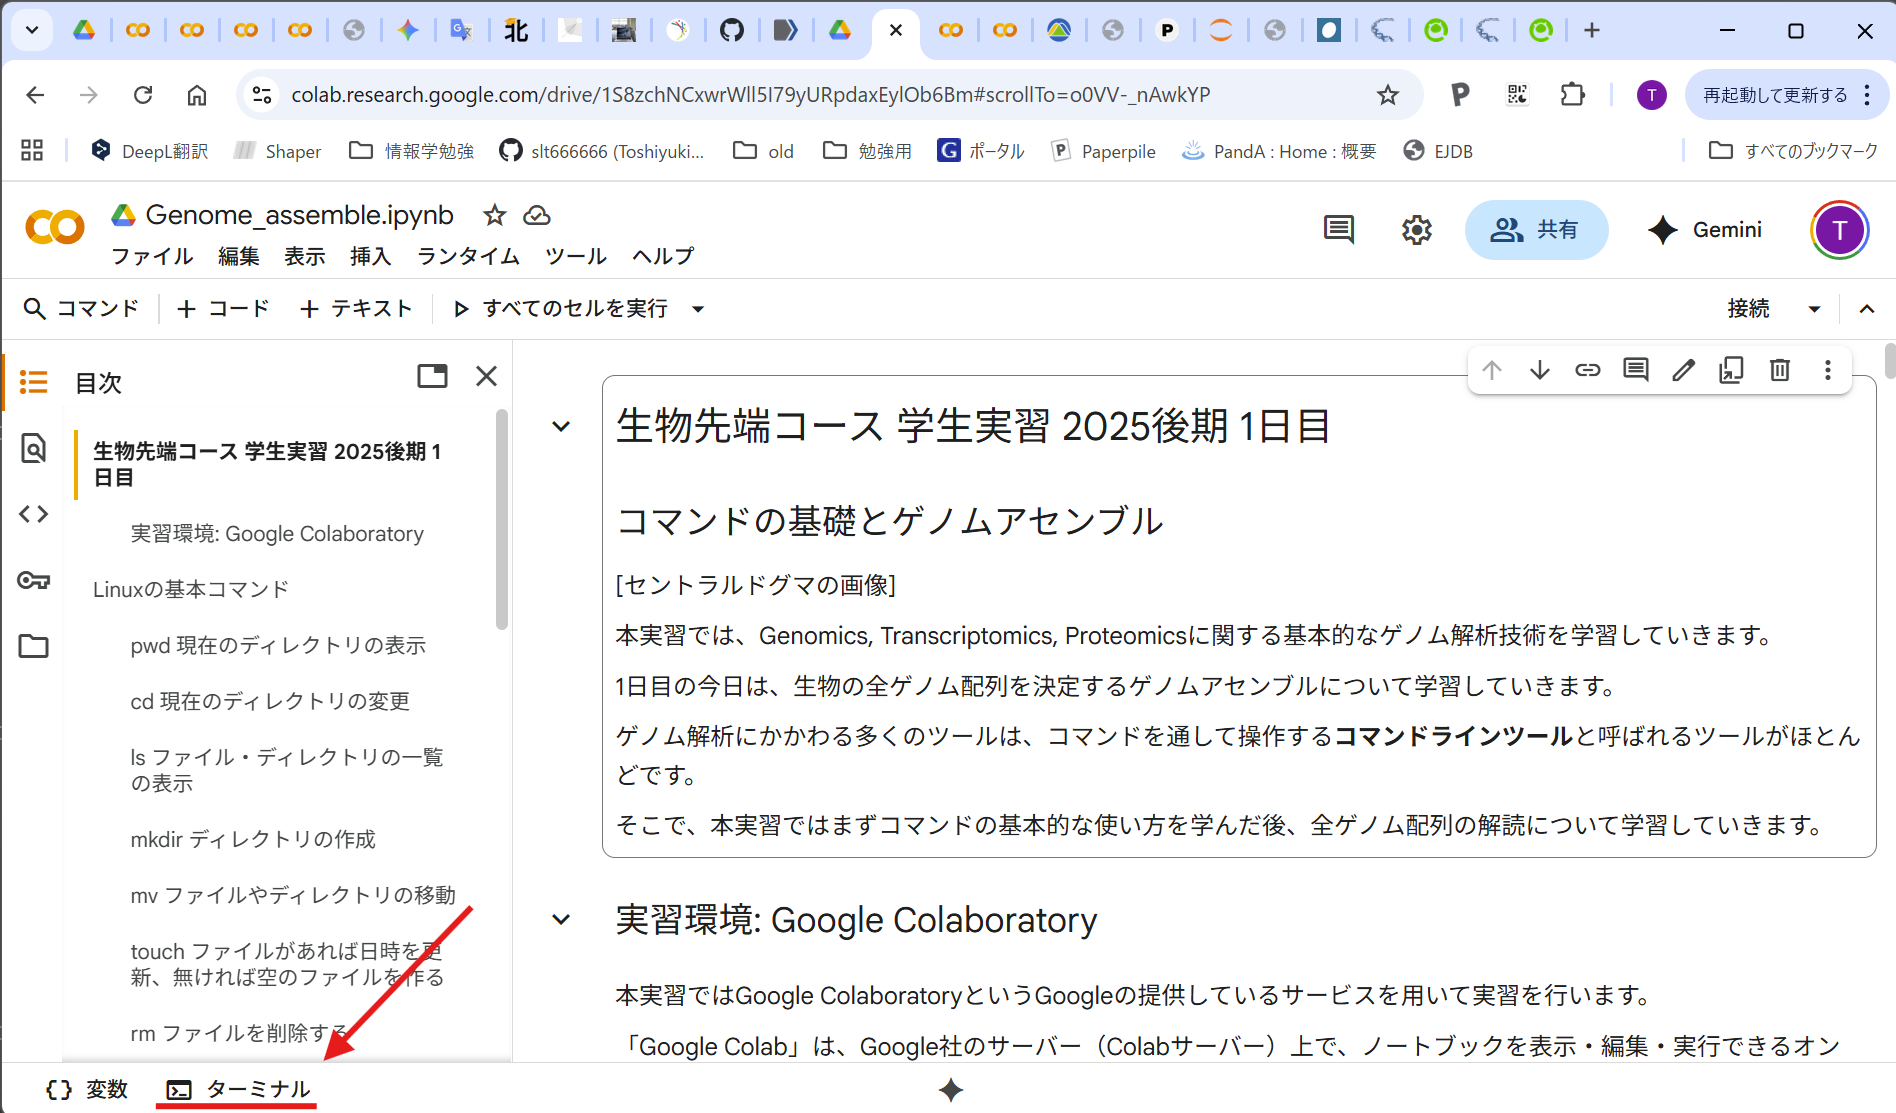 北
P
colab.research.google.com/drive/1S8zchNCxwrWll5I79yURpdaxEylOb6Bm#scrollTo=o0VV-_nAwkYP
P
T
再起動して更新する
DeepL翻訳
Shaper
情報学勉強
slt666666 (Toshiyuki...
old
勉強用
G ポータル
P Paperpile
PandA : Home : 概要
EJDB
すべてのブックマーク
Genome_assemble.ipynb
ファイル 編集 表示 挿入 ランタイム ツール ヘルプ
共有
Gemini
T
コマンド
+ コード
+ テキスト
すべてのセルを実行
接続
目次
生物先端コース 学生実習 2025後期 1
日目
実習環境: Google Colaboratory
Linuxの基本コマンド
pwd 現在のディレクトリの表示
cd 現在のディレクトリの変更
ls ファイル・ディレクトリの一覧
の表示
mkdir ディレクトリの作成
mv ファイルやディレクトリの移動
touch ファイルがあれば日時を更
新、無ければ空のファイルを作る
rm ファイルを削除する
生物先端コース 学生実習 2025後期 1日目
コマンドの基礎とゲノムアセンブル
[セントラルドグマの画像]
本実習では、Genomics, Transcriptomics, Proteomicsに関する基本的なゲノム解析技術を学習していきます。
1日目の今日は、生物の全ゲノム配列を決定するゲノムアセンブルについて学習していきます。
ゲノム解析にかかわる多くのツールは、コマンドを通して操作するコマンドラインツールと呼ばれるツールがほとん
どです。
そこで、本実習ではまずコマンドの基本的な使い方を学んだ後、全ゲノム配列の解読について学習していきます。
実習環境: Google Colaboratory
本実習ではGoogle ColaboratoryというGoogleの提供しているサービスを用いて実習を行います。
「Google Colab」は、Google社のサーバー（Colabサーバー）上で、ノートブックを表示・編集・実行できるオン
変数
ターミナル